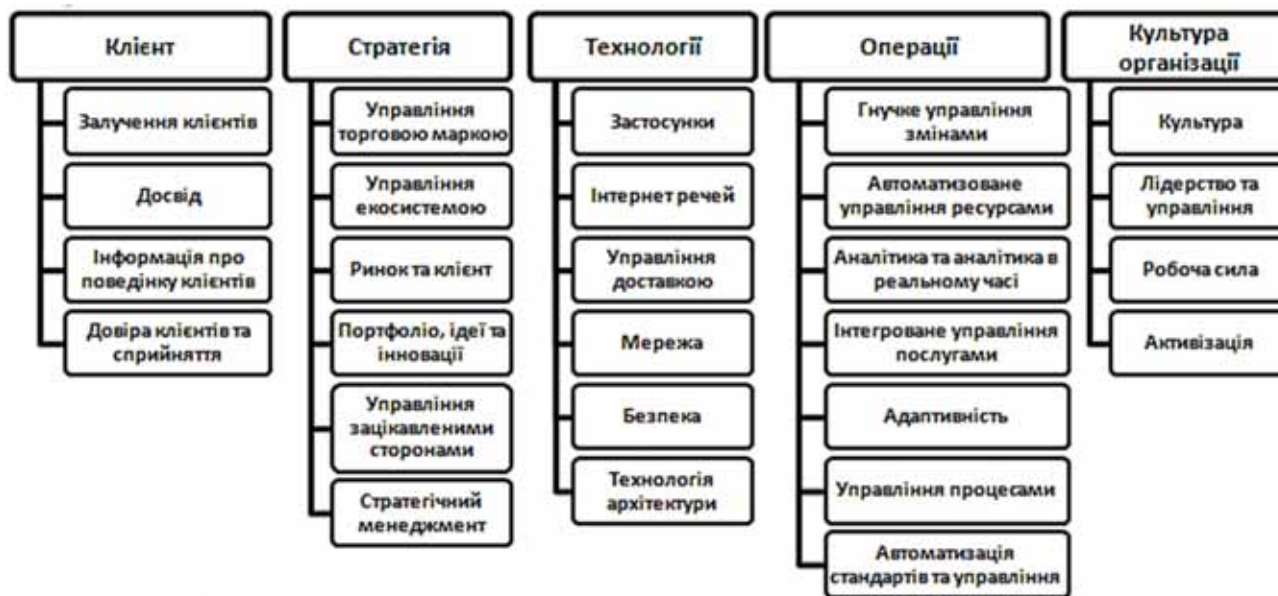 Клієнт
Залучення клієнтів
Досвід
Інформація про
поведінку клієнтів
Довіра клієнтів та
сприйняття
Стратегія
Управління
торговою маркою
Управління
екосистемою
Ринок та клієнт
Портфоліо, ідеї та
інновації
Управління
зацікавленими
сторонами
Стратегічний
менеджмент
Технології
Застосунки
Інтернет речей
Управління
доставкою
Мережа
Безпека
Технологія
архітектури
Операції
Гнучке управління
змінами
Автоматизоване
управління ресурсами
Аналітика та аналітика в
реальному часі
Інтегроване управління
послугами
Адаптивність
Управління процесами
Автоматизація
стандартів та управління
Культура
організації
Культура
Лідерство та
управління
Робоча сила
Активізація